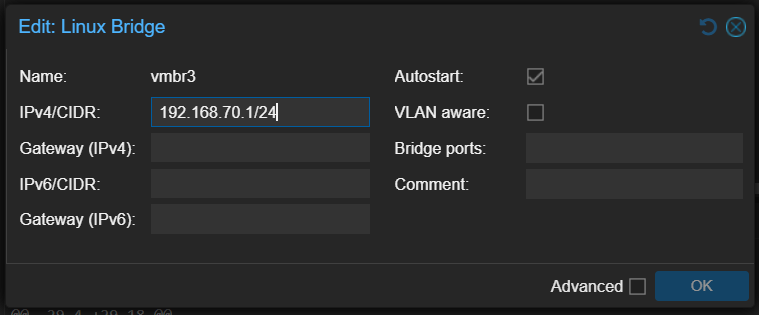 Edit: Linux Bridge
Name: vmbr3 Autostart:
IPv4/CIDR: 192.168.70.1/24 VLAN aware:
Gateway (IPv4): Bridge ports:
IPv6/CIDR: Comment:
Gateway (IPv6):
Advanced OK